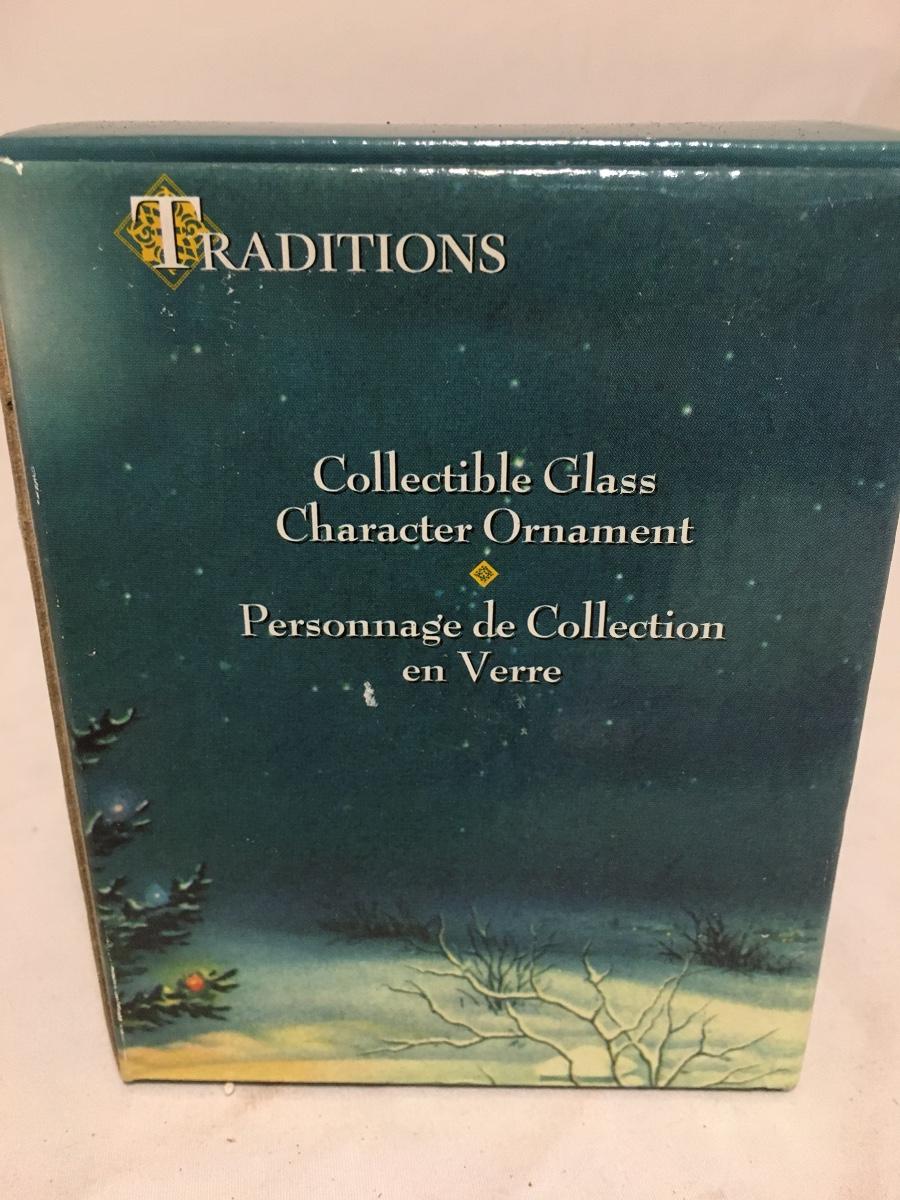 TRADITIONS
Collectible Glass
Character Ornament
Personnage de Collection
en Verre